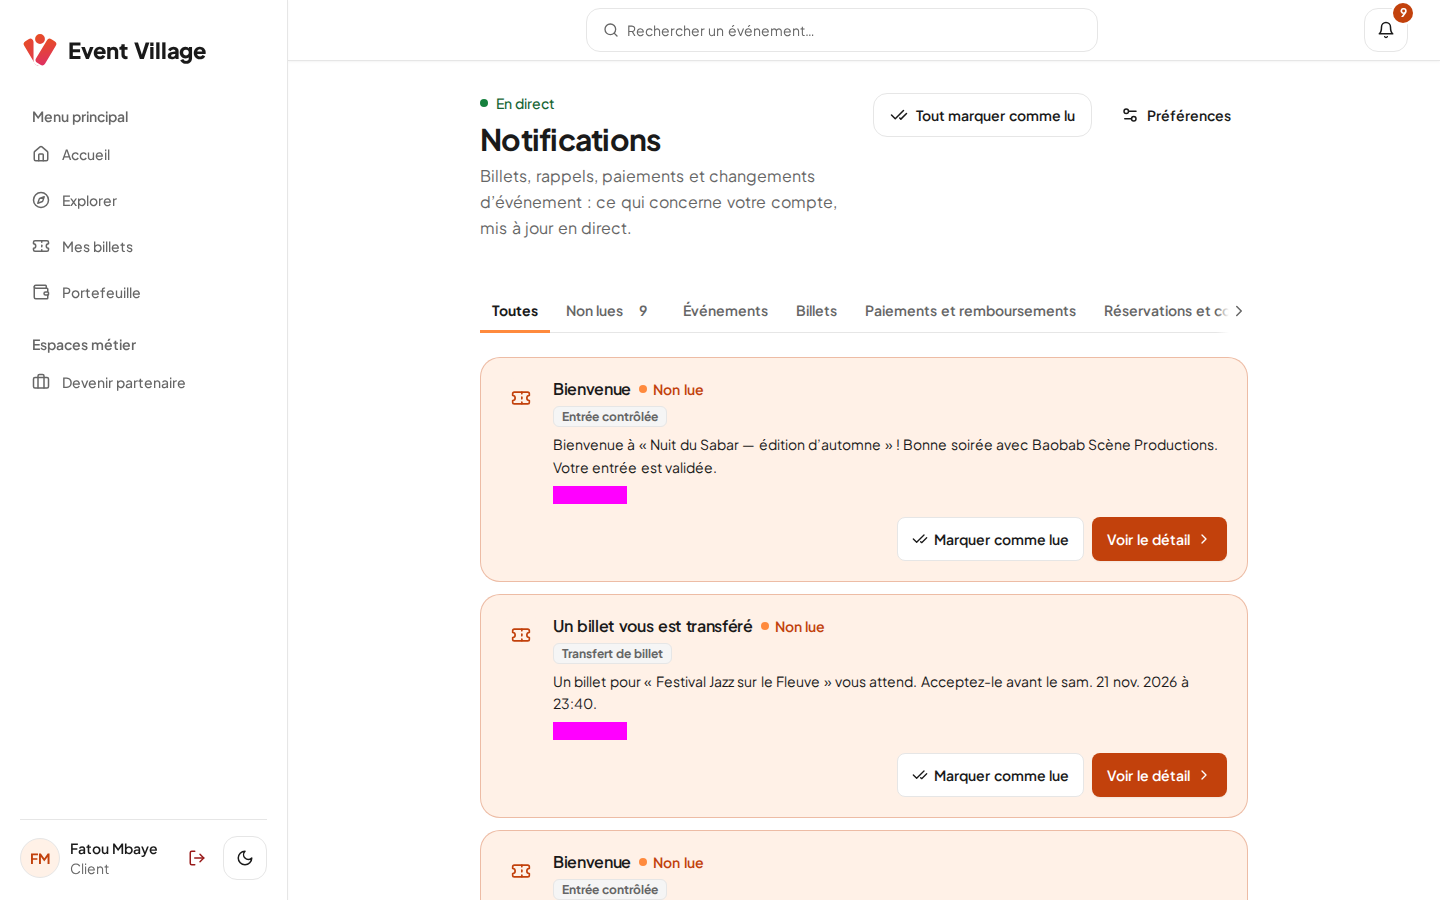 Event Village
Rechercher un événement…
9
Menu principal
Accueil
Explorer
Mes billets
Portefeuille
Espaces métier
Devenir partenaire
FM
Fatou Mbaye
Client
En direct
Notifications
Billets, rappels, paiements et changements
d’événement : ce qui concerne votre compte,
mis à jour en direct.
Tout marquer comme lu
Préférences
Toutes
Non lues 9
Événements
Billets
Paiements et remboursements
Réservations et
Bienvenue
Non lue
Entrée contrôlée
Bienvenue à « Nuit du Sabar — édition d’automne » ! Bonne soirée avec Baobab Scène Productions.
Votre entrée est validée.
Marquer comme lue
Voir le détail
Un billet vous est transféré
Non lue
Transfert de billet
Un billet pour « Festival Jazz sur le Fleuve » vous attend. Acceptez-le avant le sam. 21 nov. 2026 à
23:40.
Marquer comme lue
Voir le détail
Bienvenue
Non lue
Entrée contrôlée